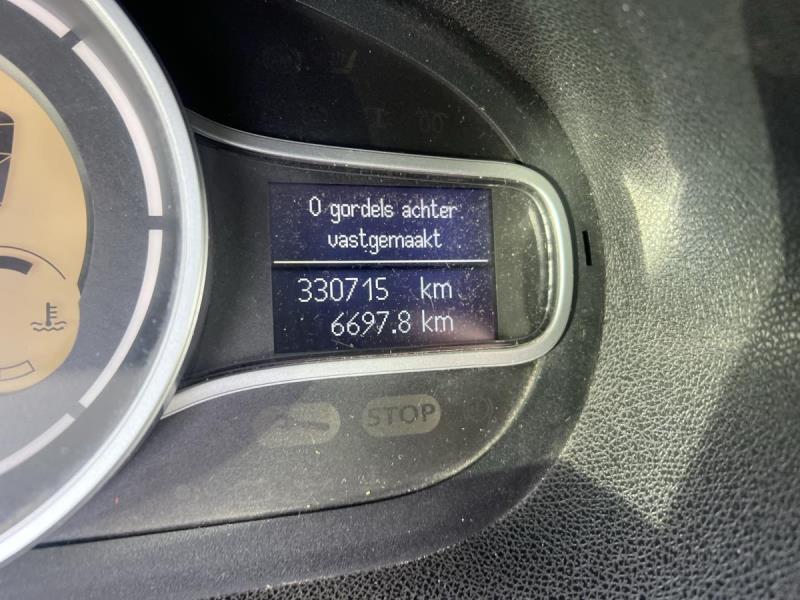 0 gordels achter
vastgemaakt
330715 km
6697.8 km
STOP